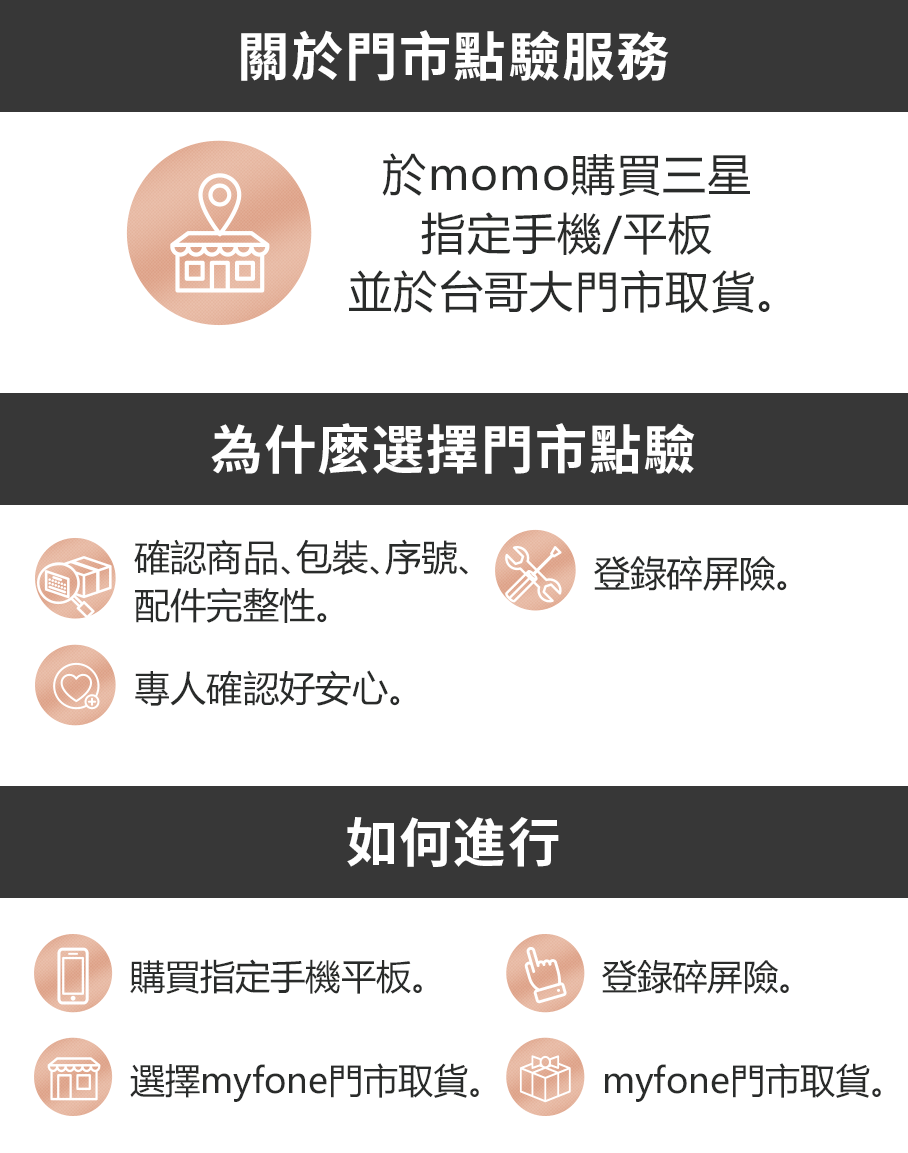 關於門市點驗服務
於momo購買三星
指定手機/平板
並於台哥大門市取貨。
為什麼選擇門市點驗
確認商品、包裝、序號、
配件完整性。
登錄碎屏險。
專人確認好安心。
如何進行
購買指定手機平板。
登錄碎屏險。
選擇myfone門市取貨。
myfone門市取貨。